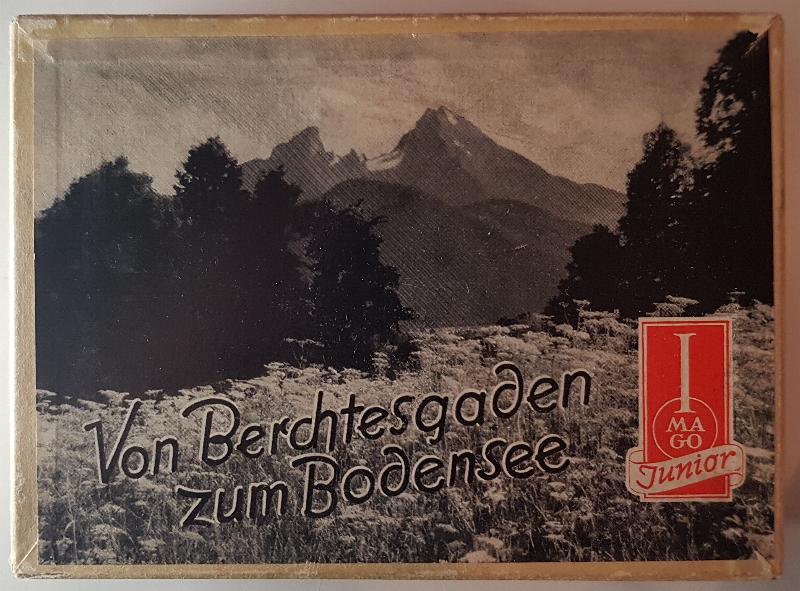 Von Berchtesgaden
zum Bodensee
I
MA
GO
Junior